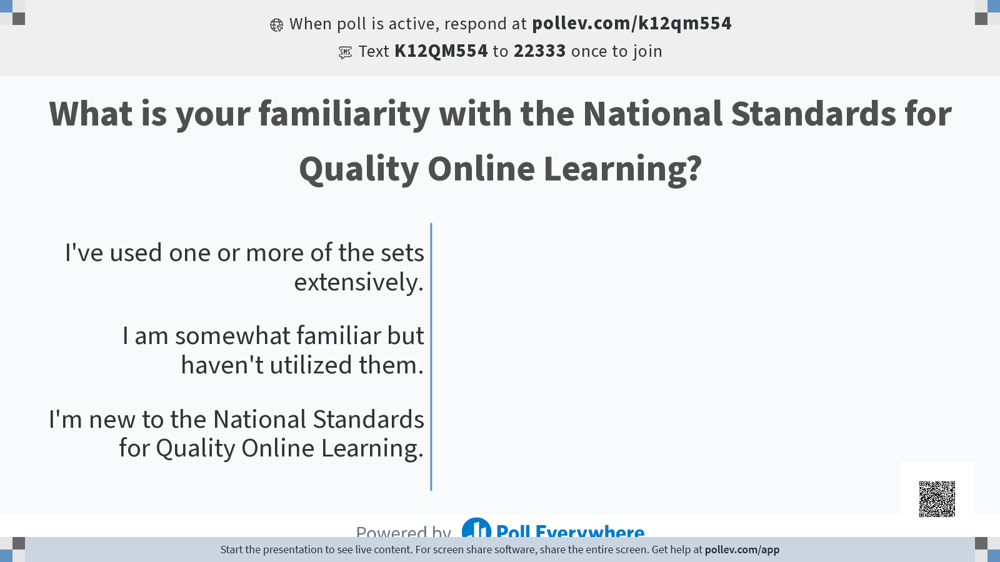 When poll is active, respond at pollev.com/k12qm554
SMS Text K12QM554 to 22333 once to join
What is your familiarity with the National Standards for
Quality Online Learning?
I've used one or more of the sets
extensively.
I am somewhat familiar but
haven't utilized them.
I'm new to the National Standards
for Quality Online Learning.
Powered by Poll Everywhere
Start the presentation to see live content. For screen share software, share the entire screen. Get help at pollev.com/app